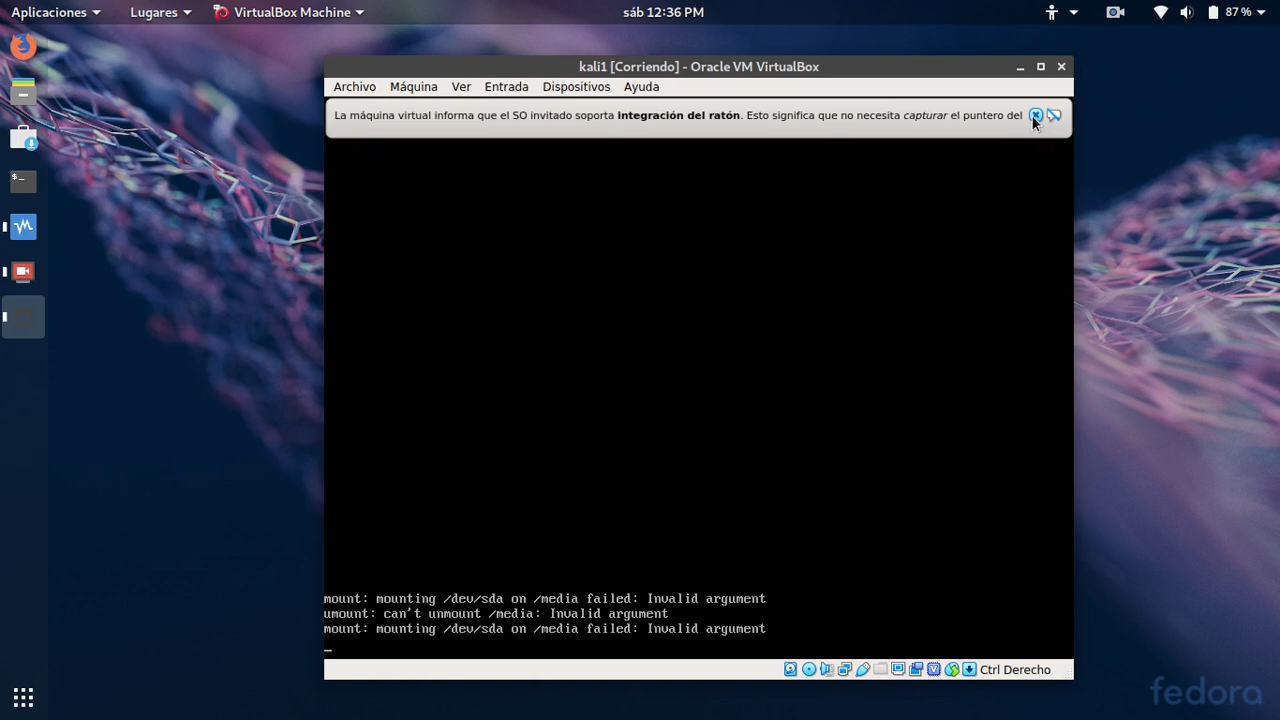 Aplicaciones Lugares VirtualBox Machine sáb 12:36 PM 87 %
kali1 [Corriendo] - Oracle VM VirtualBox
Archivo Máquina Ver Entrada Dispositivos Ayuda
La máquina virtual informa que el SO invitado soporta integración del ratón. Esto significa que no necesita capturar el puntero del
mount: mounting /dev/sda on /media failed: Invalid argument
umount: can't unmount /media: Invalid argument
mount: mounting /dev/sda on /media failed: Invalid argument
Ctrl Derecho
fedora